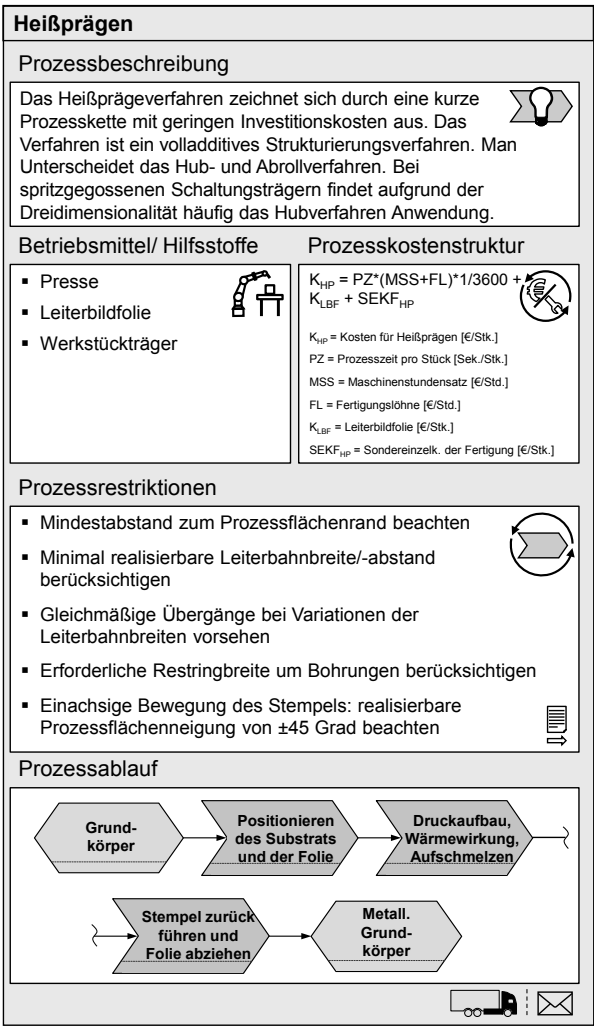 Heißprägen
Prozessbeschreibung
Das Heißprägeverfahren zeichnet sich durch eine kurze
Prozesskette mit geringen Investitionskosten aus. Das
Verfahren ist ein volladditives Strukturierungsverfahren. Man
Unterscheidet das Hub- und Abrollverfahren. Bei
spritzgegossenen Schaltungsträgern findet aufgrund der
Dreidimensionalität häufig das Hubverfahren Anwendung.
Betriebsmittel/ Hilfsstoffe
▪ Presse
▪ Leiterbildfolie
▪ Werkstückträger
Prozesskostenstruktur
K_HP = PZ*(MSS+FL)*1/3600 +
K_LBF + SEKF_HP
K_HP = Kosten für Heißprägen [€/Stk.]
PZ = Prozesszeit pro Stück [Sek./Stk.]
MSS = Maschinenstundensatz [€/Std.]
FL = Fertigungslöhne [€/Std.]
K_LBF = Leiterbildfolie [€/Stk.]
SEKF_HP = Sondereinzelk. der Fertigung [€/Stk.]
Prozessrestriktionen
▪ Mindestabstand zum Prozessflächenrand beachten
▪ Minimal realisierbare Leiterbahnbreite/-abstand
berücksichtigen
▪ Gleichmäßige Übergänge bei Variationen der
Leiterbahnbreiten vorsehen
▪ Erforderliche Restringbreite um Bohrungen berücksichtigen
▪ Einachsige Bewegung des Stempels: realisierbare
Prozessflächenneigung von ±45 Grad beachten
Prozessablauf
Grund-
körper
Positionieren
des Substrats
und der Folie
Druckaufbau,
Wärmewirkung,
Aufschmelzen
Stempel zurück
führen und
Folie abziehen
Metall.
Grund-
körper